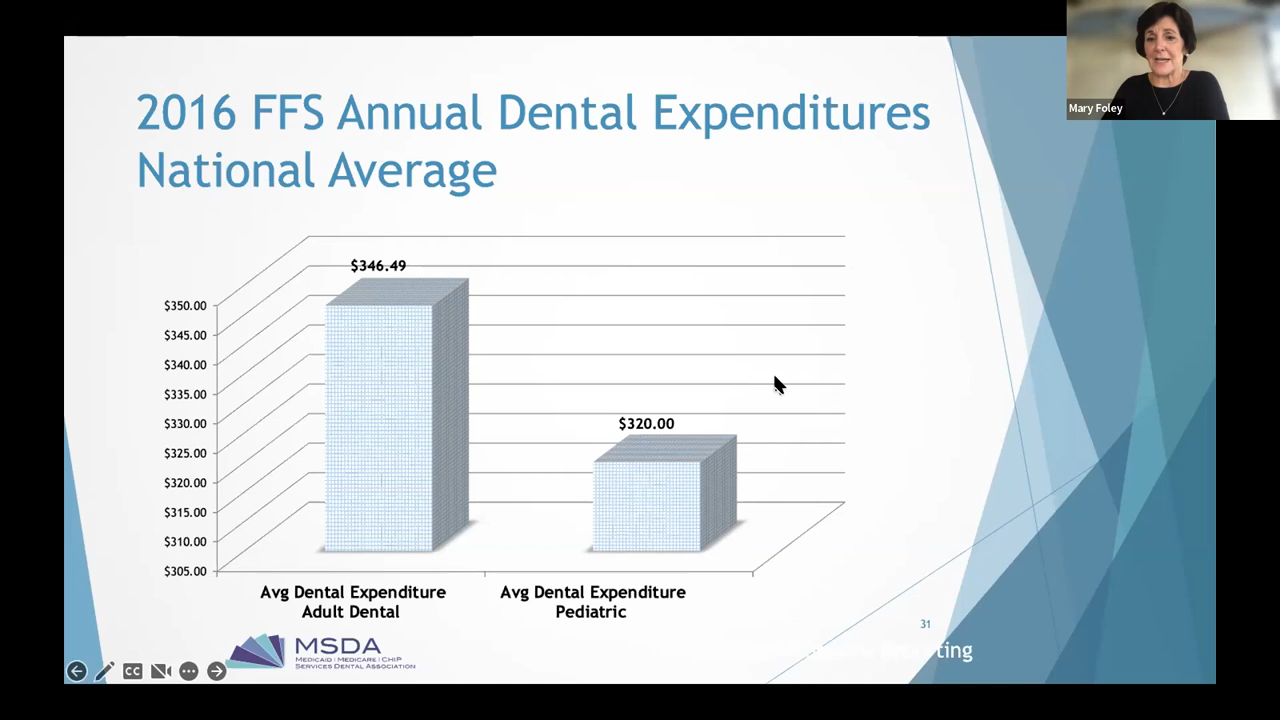 Mary Foley
2016 FFS Annual Dental Expenditures
National Average
$346.49
$320.00
$350.00
$345.00
$340.00
$335.00
$330.00
$325.00
$320.00
$315.00
$310.00
$305.00
Avg Dental Expenditure
Adult Dental
Avg Dental Expenditure
Pediatric
31
MSDA
MEDICAID | MEDICARE | CHIP
SERVICES DENTAL ASSOCIATION
CC